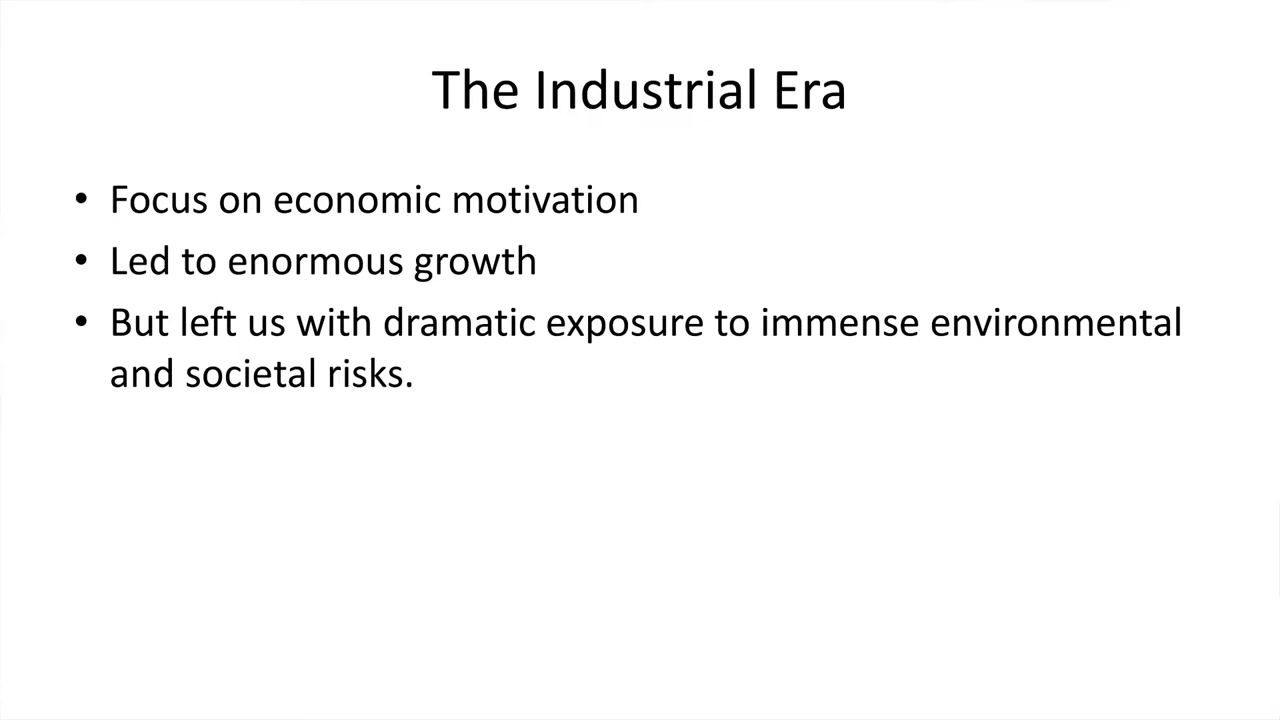 The Industrial Era
• Focus on economic motivation
• Led to enormous growth
• But left us with dramatic exposure to immense environmental
and societal risks.